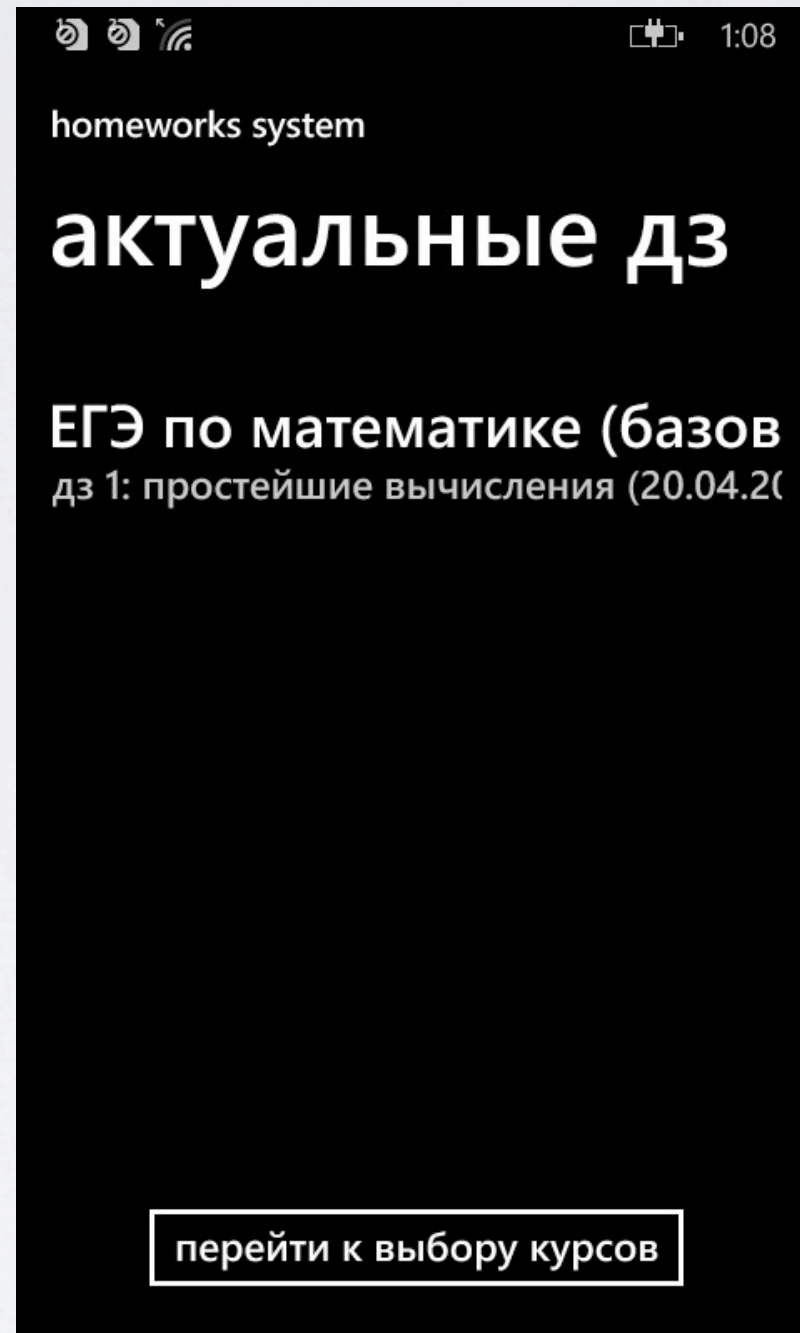 1:08
homeworks system
актуальные дз
ЕГЭ по математике (базов
дз 1: простейшие вычисления (20.04.20
перейти к выбору курсов